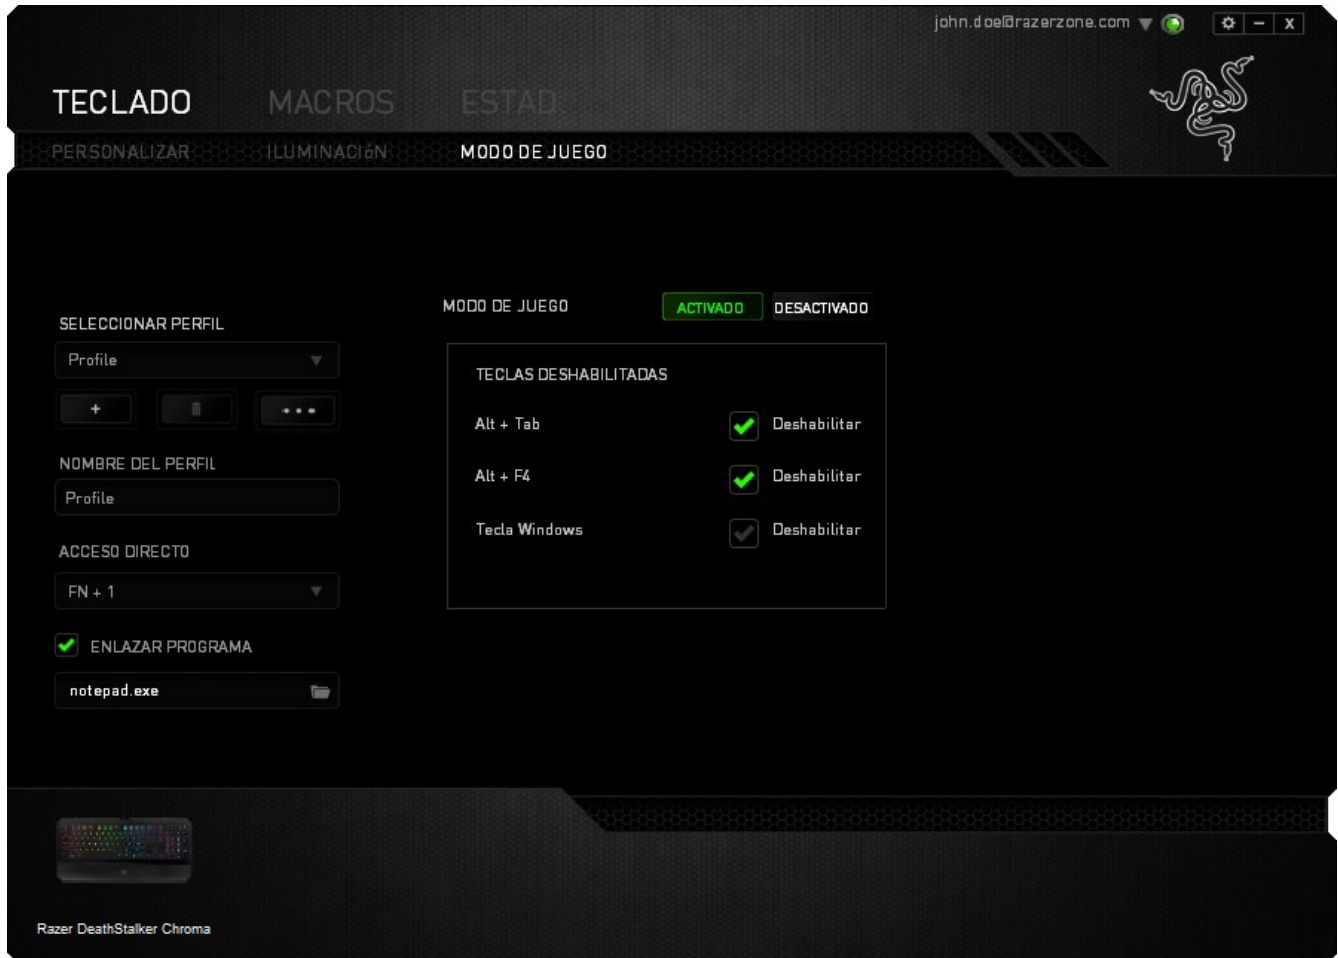 john.doe@razerzone.com
X
TECLADO MACROS ESTAD
PERSONALIZAR ILUMINACIóN MODO DE JUEGO
MODO DE JUEGO ACTIVADO DESACTIVADO
SELECCIONAR PERFIL
Profile
+
NOMBRE DEL PERFIL
Profile
ACCESO DIRECTO
FN + 1
ENLAZAR PROGRAMA
notepad.exe
TECLAS DESHABILITADAS
Alt + Tab Deshabilitar
Alt + F4 Deshabilitar
Tecla Windows Deshabilitar
Razer DeathStalker Chroma